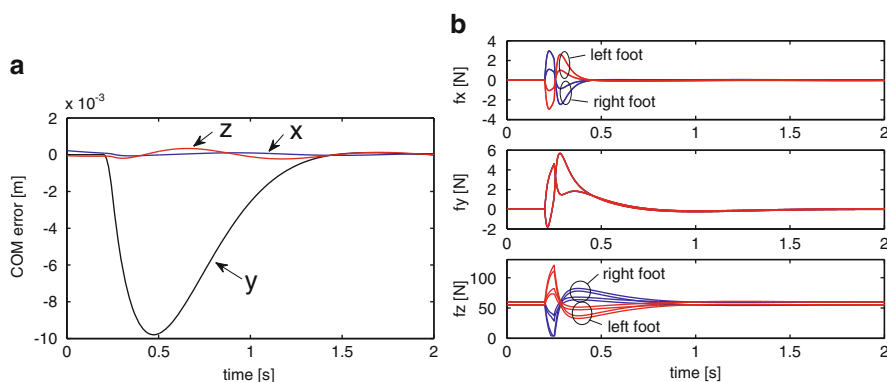 a
x 10⁻³
2
0
-2
-4
-6
-8
-10
COM error [m]
z
x
y
0
0.5
1
1.5
2
time [s]
b
4
2
0
-2
-4
fx [N]
left foot
right foot
0
0.5
1
1.5
2
6
4
2
0
-2
fy [N]
0
0.5
1
1.5
2
100
50
0
fz [N]
right foot
left foot
0
0.5
1
1.5
2
time [s]